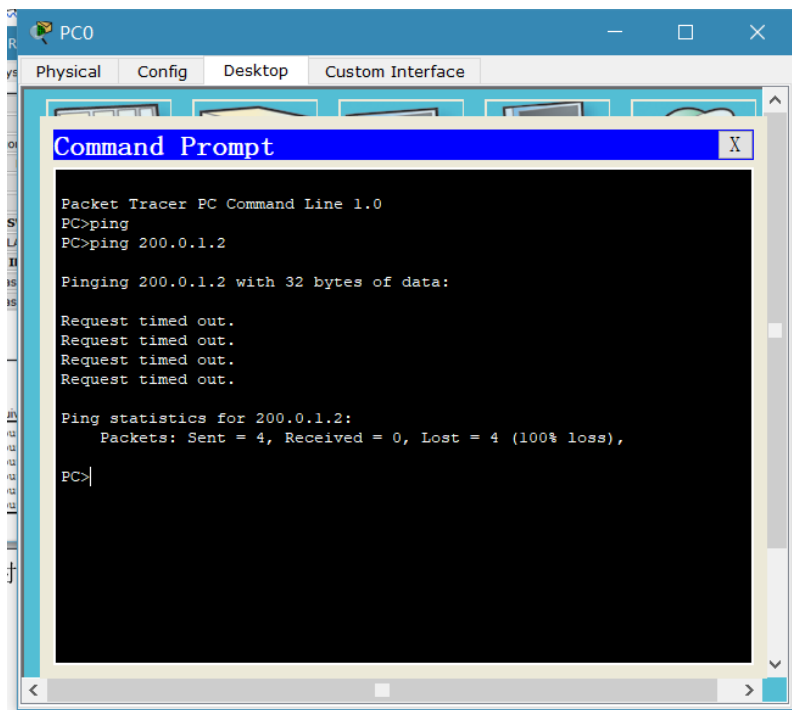 PC0
Physical Config Desktop Custom Interface
Command Prompt
X
Packet Tracer PC Command Line 1.0
PC>ping
PC>ping 200.0.1.2
Pinging 200.0.1.2 with 32 bytes of data:
Request timed out.
Request timed out.
Request timed out.
Request timed out.
Ping statistics for 200.0.1.2:
Packets: Sent = 4, Received = 0, Lost = 4 (100% loss),
PC>